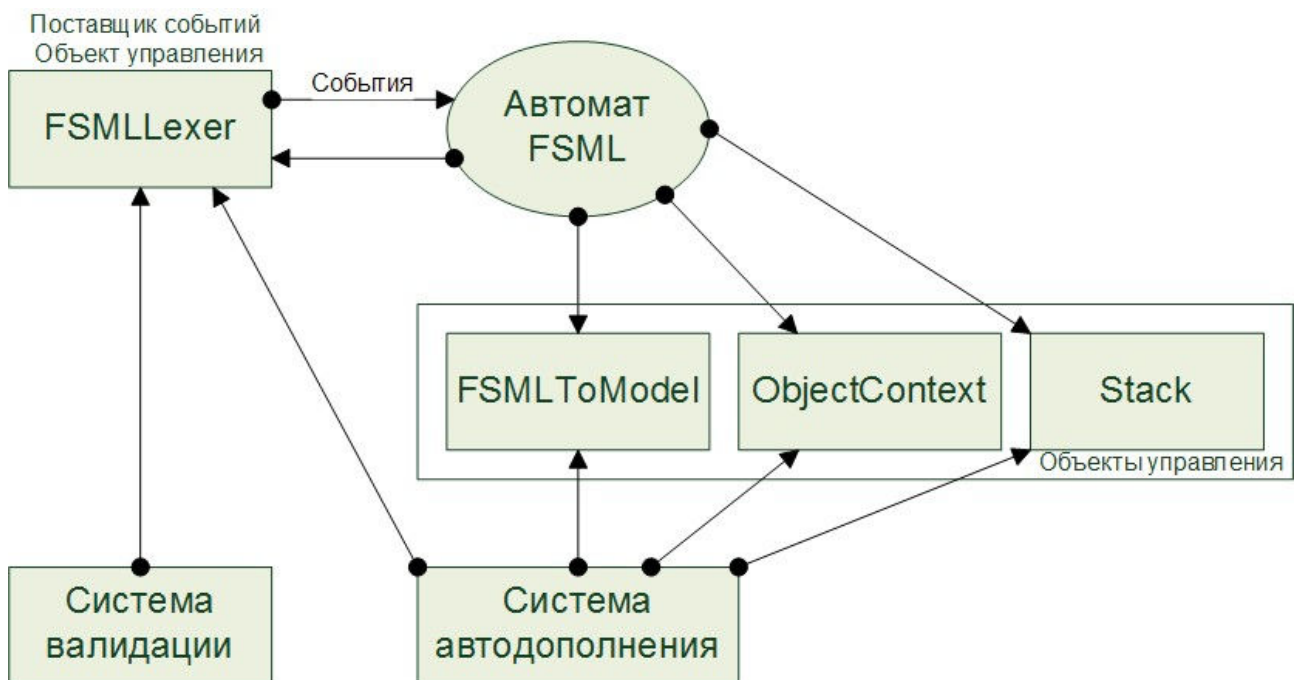 Поставщик событий
Объект управления
События
FSMLLexer
Автомат
FSML
FSMLToModel
ObjectContext
Stack
Объекты управления
Система
валидации
Система
автодополнения